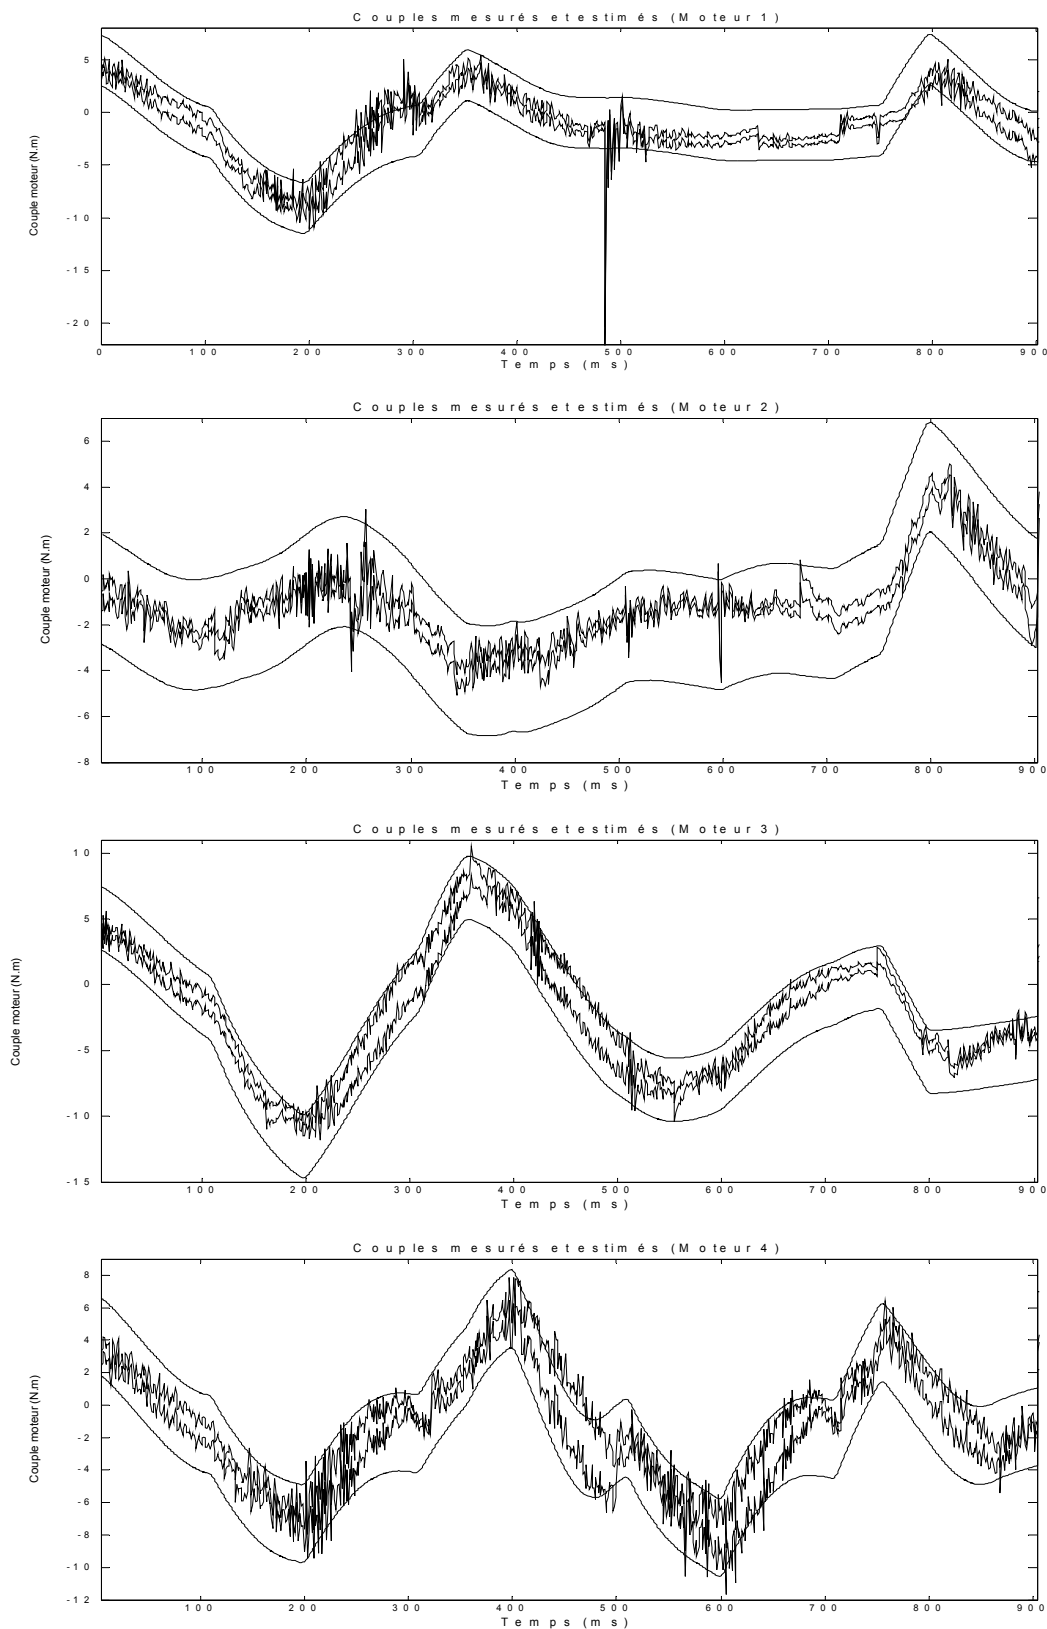 Couples mesurés et estimés (Moteur 1)
Couple moteur (N.m)
5
0
-5
-10
-15
-20
0 100 200 300 400 500 600 700 800 900
Temps (ms)
Couples mesurés et estimés (Moteur 2)
Couple moteur (N.m)
6
4
2
0
-2
-4
-6
-8
100 200 300 400 500 600 700 800 900
Temps (ms)
Couples mesurés et estimés (Moteur 3)
Couple moteur (N.m)
10
5
0
-5
-10
-15
100 200 300 400 500 600 700 800 900
Temps (ms)
Couples mesurés et estimés (Moteur 4)
Couple moteur (N.m)
8
6
4
2
0
-2
-4
-6
-8
-10
-12
100 200 300 400 500 600 700 800 900
Temps (ms)